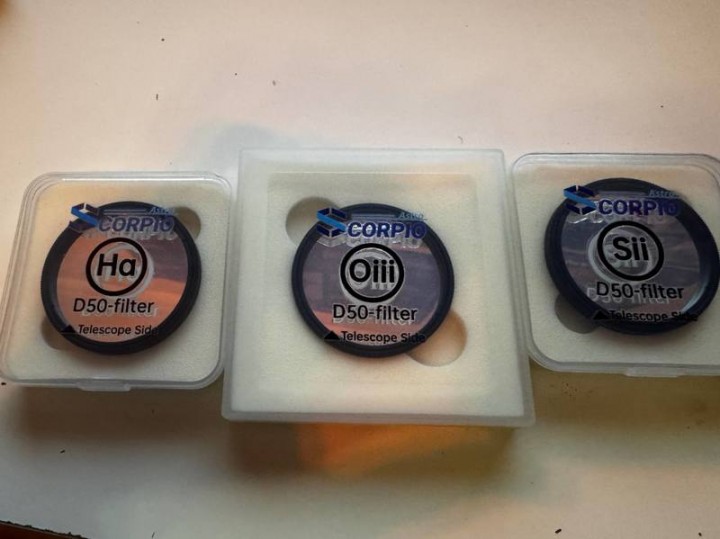 Astro
SCORPIO
Ha
D50-filter
Telescope Side
Astro
SCORPIO
Oiii
D50-filter
Telescope Side
Astro
SCORPIO
Sii
D50-filter
Telescope Side